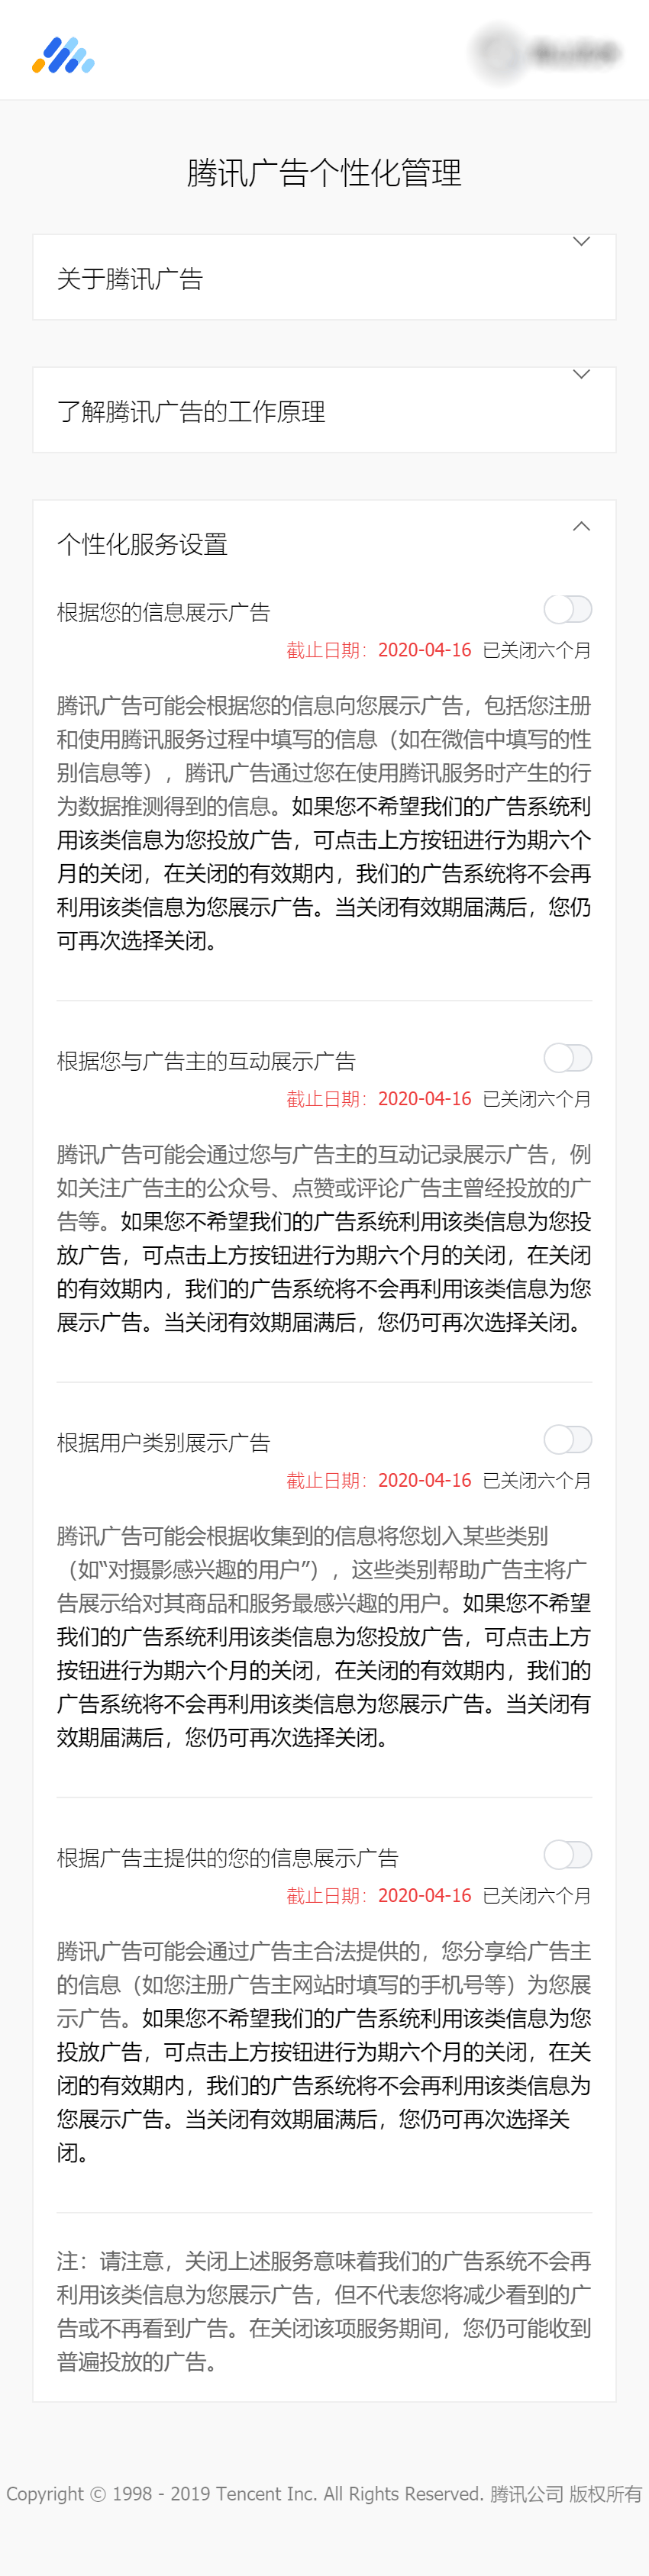 腾讯广告个性化管理
关于腾讯广告
了解腾讯广告的工作原理
个性化服务设置
根据您的信息展示广告
截止日期：2020-04-16 已关闭六个月
腾讯广告可能会根据您的信息向您展示广告，包括您注册
和使用腾讯服务过程中填写的信息（如在微信中填写的性
别信息等），腾讯广告通过您在使用腾讯服务时产生的行
为数据推测得到的信息。如果您不希望我们的广告系统利
用该类信息为您投放广告，可点击上方按钮进行为期六个
月的关闭，在关闭的有效期内，我们的广告系统将不会再
利用该类信息为您展示广告。当关闭有效期届满后，您仍
可再次选择关闭。
根据您与广告主的互动展示广告
截止日期：2020-04-16 已关闭六个月
腾讯广告可能会通过您与广告主的互动记录展示广告，例
如关注广告主的公众号、点赞或评论广告主曾经投放的广
告等。如果您不希望我们的广告系统利用该类信息为您投
放广告，可点击上方按钮进行为期六个月的关闭，在关闭
的有效期内，我们的广告系统将不会再利用该类信息为您
展示广告。当关闭有效期届满后，您仍可再次选择关闭。
根据用户类别展示广告
截止日期：2020-04-16 已关闭六个月
腾讯广告可能会根据收集到的信息将您划入某些类别
（如“对摄影感兴趣的用户”），这些类别帮助广告主将广
告展示给对其商品和服务最感兴趣的用户。如果您不希望
我们的广告系统利用该类信息为您投放广告，可点击上方
按钮进行为期六个月的关闭，在关闭的有效期内，我们的
广告系统将不会再利用该类信息为您展示广告。当关闭有
效期届满后，您仍可再次选择关闭。
根据广告主提供的您的信息展示广告
截止日期：2020-04-16 已关闭六个月
腾讯广告可能会通过广告主合法提供的，您分享给广告主
的信息（如您注册广告主网站时填写的手机号等）为您展
示广告。如果您不希望我们的广告系统利用该类信息为您
投放广告，可点击上方按钮进行为期六个月的关闭，在关
闭的有效期内，我们的广告系统将不会再利用该类信息为
您展示广告。当关闭有效期届满后，您仍可再次选择关
闭。
注：请注意，关闭上述服务意味着我们的广告系统不会再
利用该类信息为您展示广告，但不代表您将减少看到的广
告或不再看到广告。在关闭该项服务期间，您仍可能收到
普遍投放的广告。
Copyright © 1998 - 2019 Tencent Inc. All Rights Reserved. 腾讯公司 版权所有